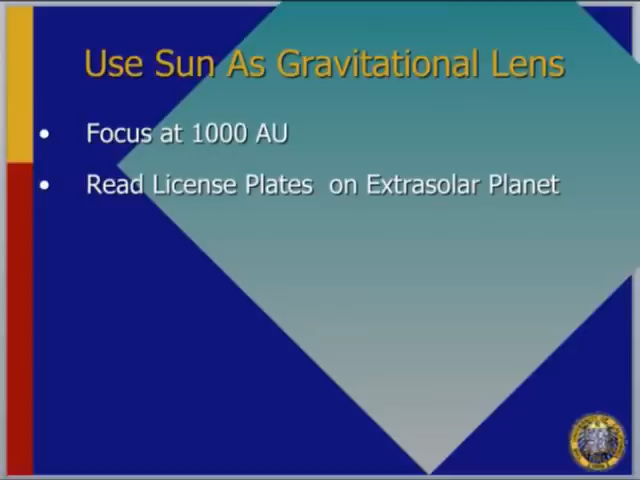 Use Sun As Gravitational Lens
• Focus at 1000 AU
• Read License Plates on Extrasolar Planet